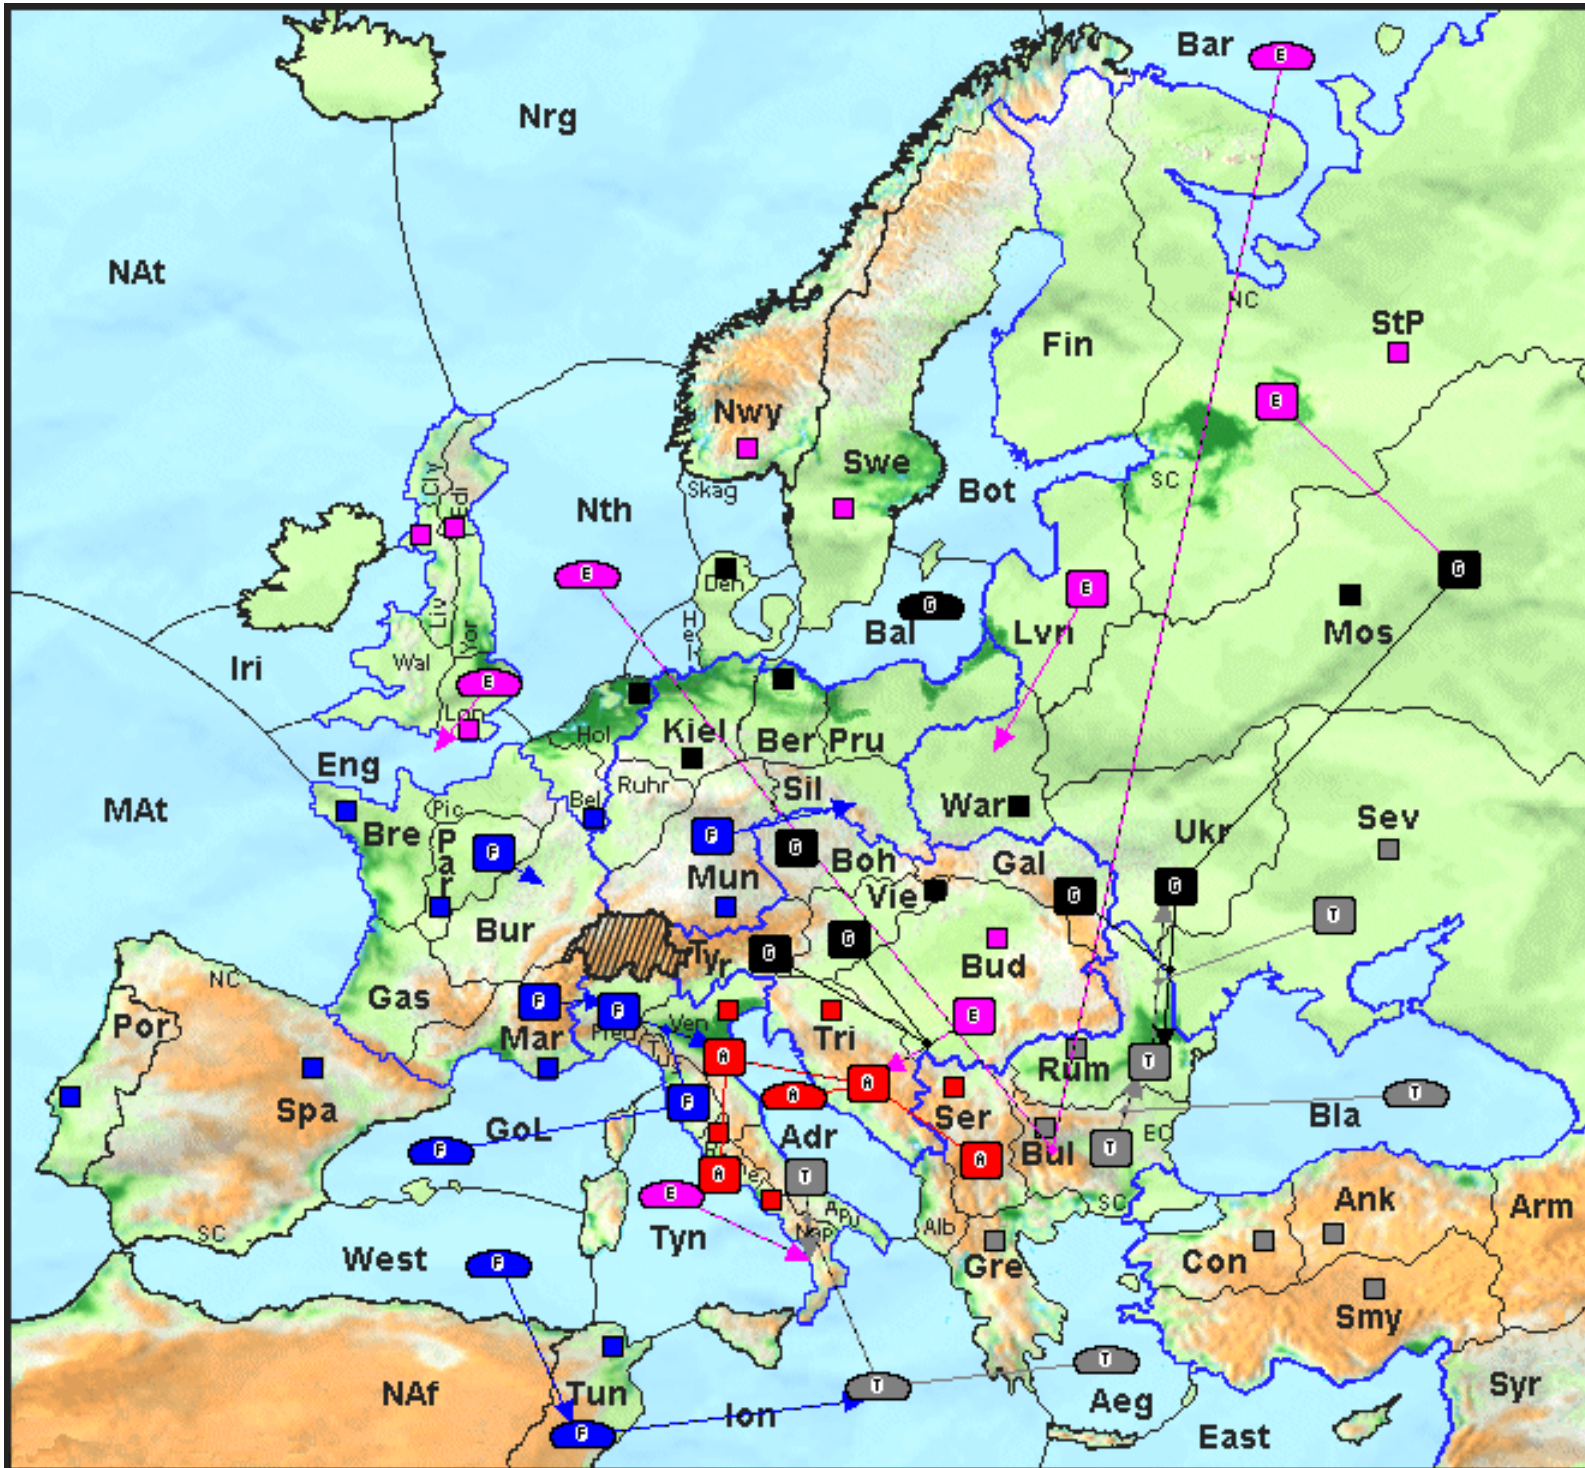 Bar
E
Nrg
NAt
NC
StP
Fin
E
Nwy
Swe
Skag
Bot
SC
Cly
Edi
Nth
E
Den
G
Bal
E
Lvn
G
Mos
Hel
Liv
Yor
Wal
Iri
E
Lon
Eng
Hol
Kiel
Ber
Pru
Ruhr
Sil
War
MAt
Pic
Bel
Bre
Par
F
F
Mun
G
Boh
Vie
Gal
Ukr
Sev
G
G
T
Bur
Tyr
G
G
Bud
NC
Gas
F
F
E
Por
Mar
Pied
Ven
Tri
Tus
A
Rum
T
Spa
GoL
F
F
A
A
Ser
T
Bla
Adr
Bul
EC
T
A
A
E
T
Apu
Nap
Alb
SC
Ank
Arm
SC
West
F
Tyn
Gre
Con
Smy
NAf
Tun
F
Ion
T
T
Aeg
East
Syr